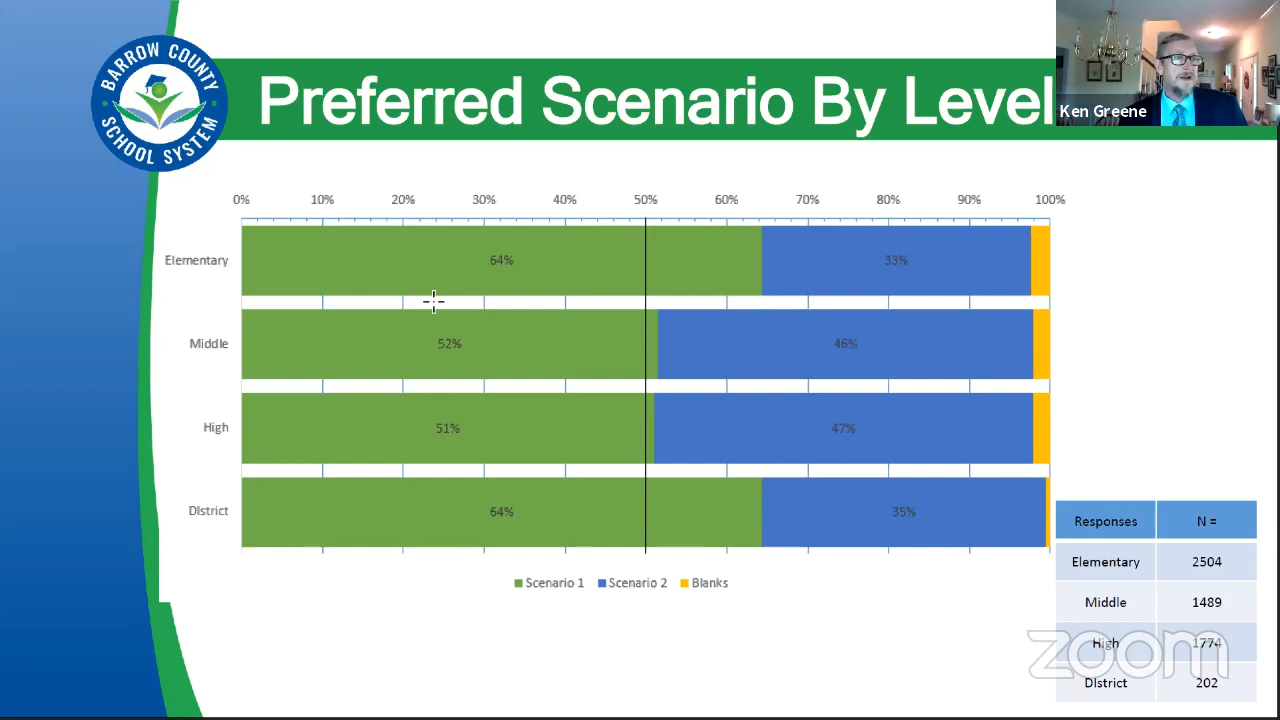 BARROW COUNTY
SCHOOL SYSTEM
Preferred Scenario By Level
Ken Greene
0% 10% 20% 30% 40% 50% 60% 70% 80% 90% 100%
Elementary 64% 33%
Middle 52% 46%
High 51% 47%
DIstrict 64% 35%
Scenario 1 Scenario 2 Blanks
Responses N =
Elementary 2504
Middle 1489
High 1774
DIstrict 202
zoom